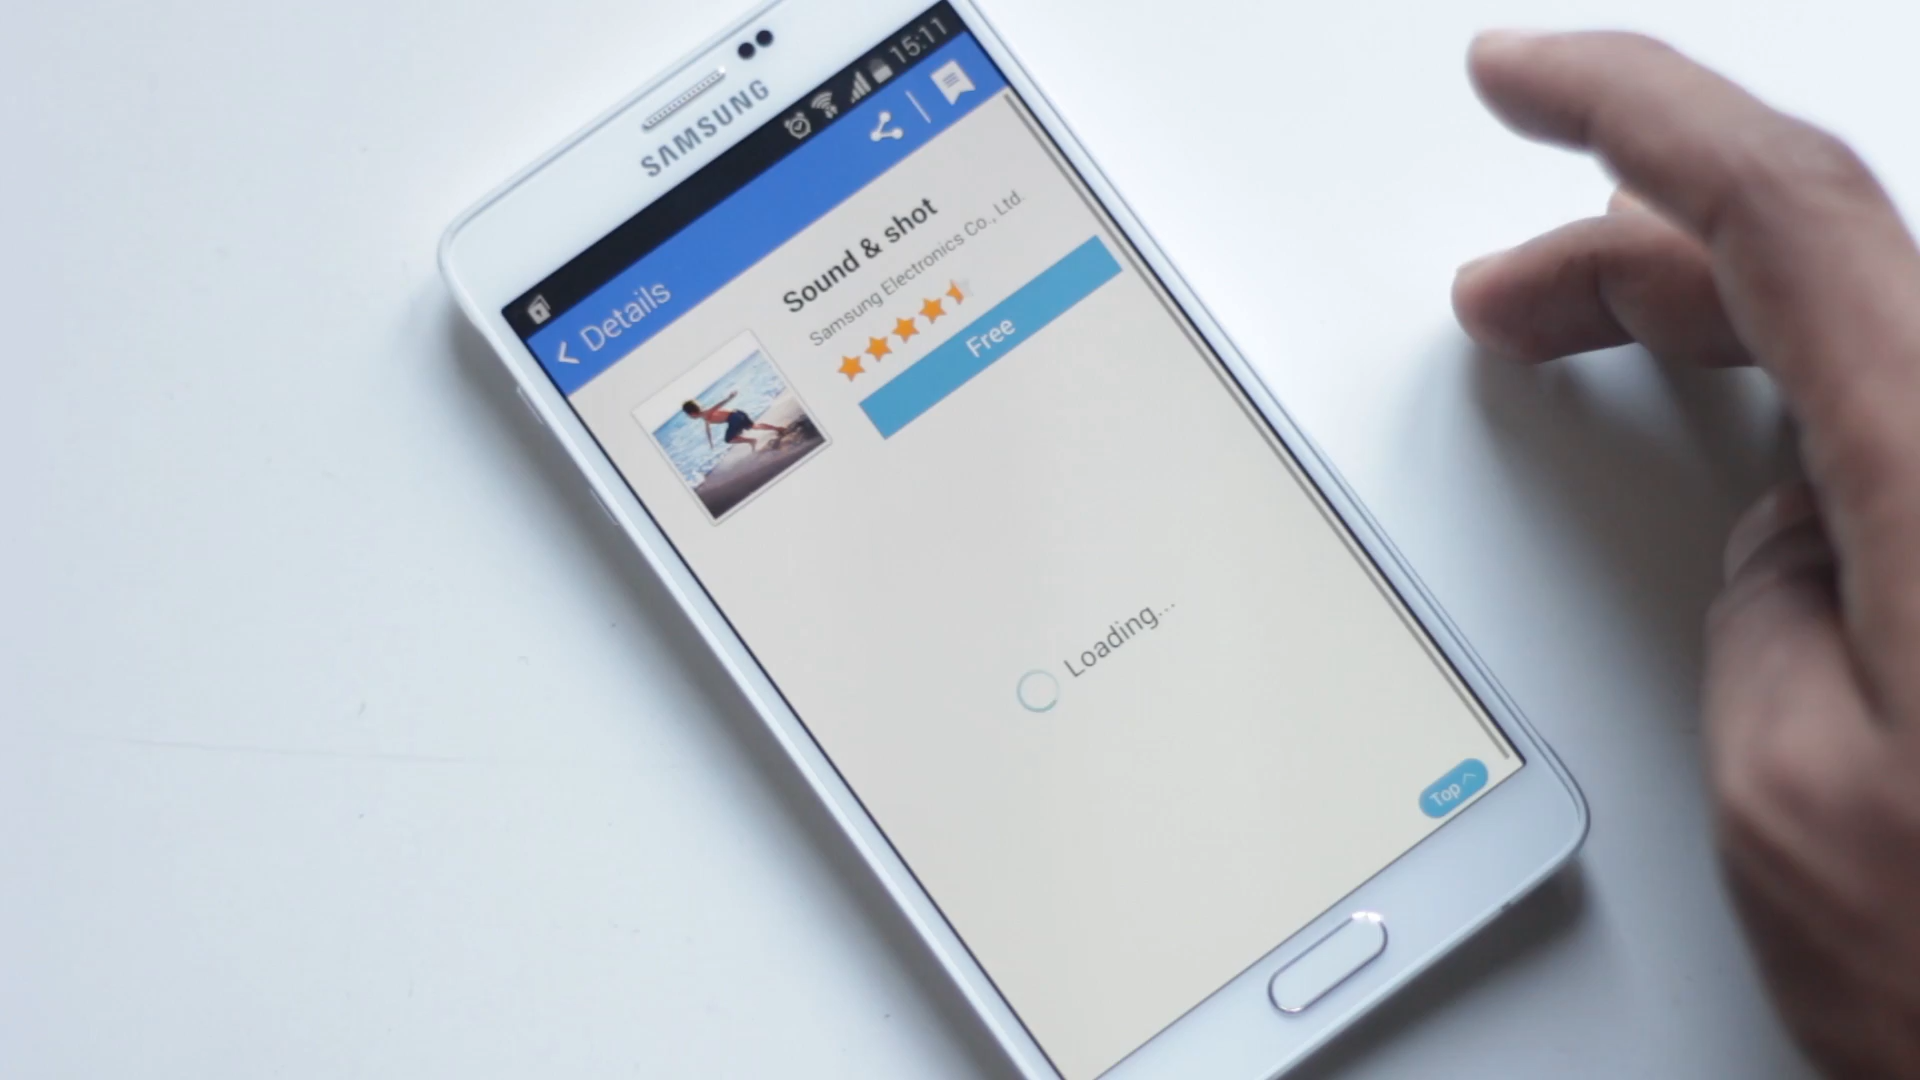 SAMSUNG
15:11
Details
Sound & shot
Samsung Electronics Co., Ltd.
Free
Loading...
Top